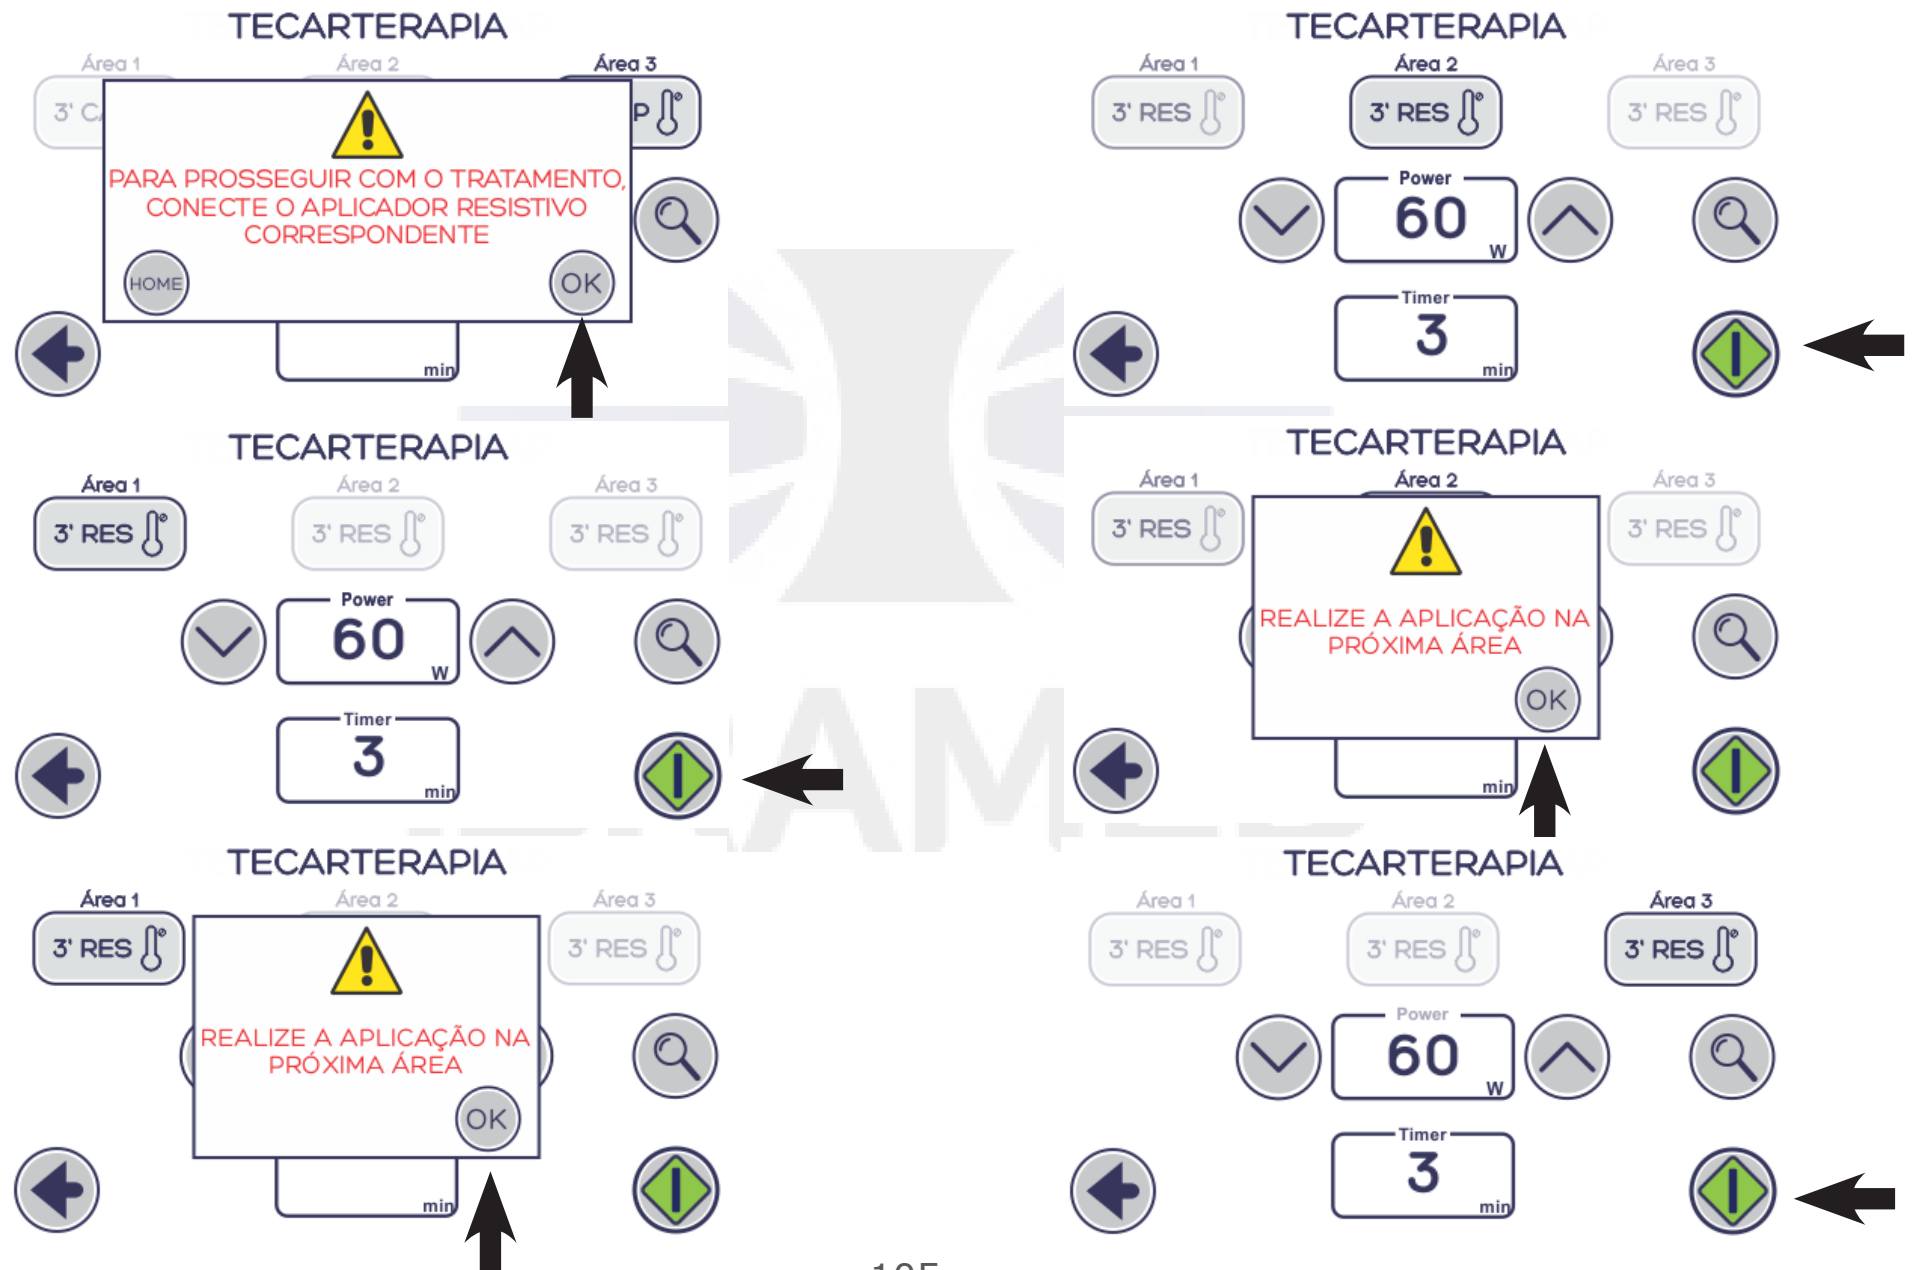 TECARTERAPIA
Área 1 Área 2 Área 3
3' CA P
PARA PROSSEGUIR COM O TRATAMENTO,
CONECTE O APLICADOR RESISTIVO
CORRESPONDENTE
HOME OK
min
TECARTERAPIA
Área 1 Área 2 Área 3
3' RES 3' RES 3' RES
Power
60
W
Timer
3
min
TECARTERAPIA
Área 1 Área 2 Área 3
3' RES 3' RES
REALIZE A APLICAÇÃO NA
PRÓXIMA ÁREA
OK
min
TECARTERAPIA
Área 1 Área 2 Área 3
3' RES 3' RES 3' RES
Power
60
W
Timer
3
min
TECARTERAPIA
Área 1 Área 2 Área 3
3' RES 3' RES
REALIZE A APLICAÇÃO NA
PRÓXIMA ÁREA
OK
min
TECARTERAPIA
Área 1 Área 2 Área 3
3' RES 3' RES 3' RES
Power
60
W
Timer
3
min